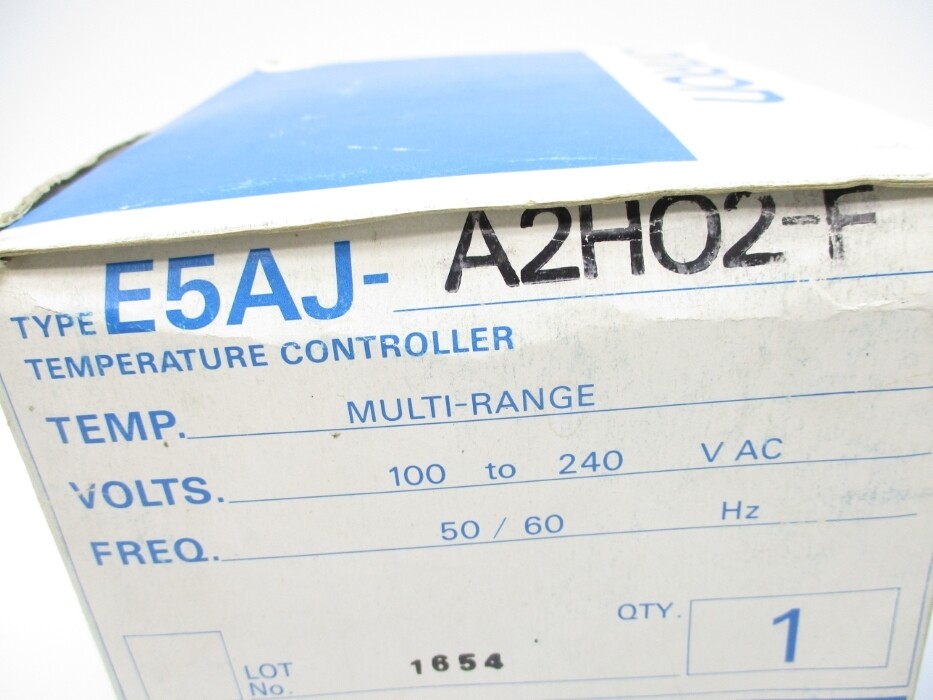 TYPE E5AJ- A2H02-F
TEMPERATURE CONTROLLER
TEMP. MULTI-RANGE
VOLTS. 100 to 240 V AC
FREQ. 50 / 60 Hz
QTY. 1
LOT No. 1654